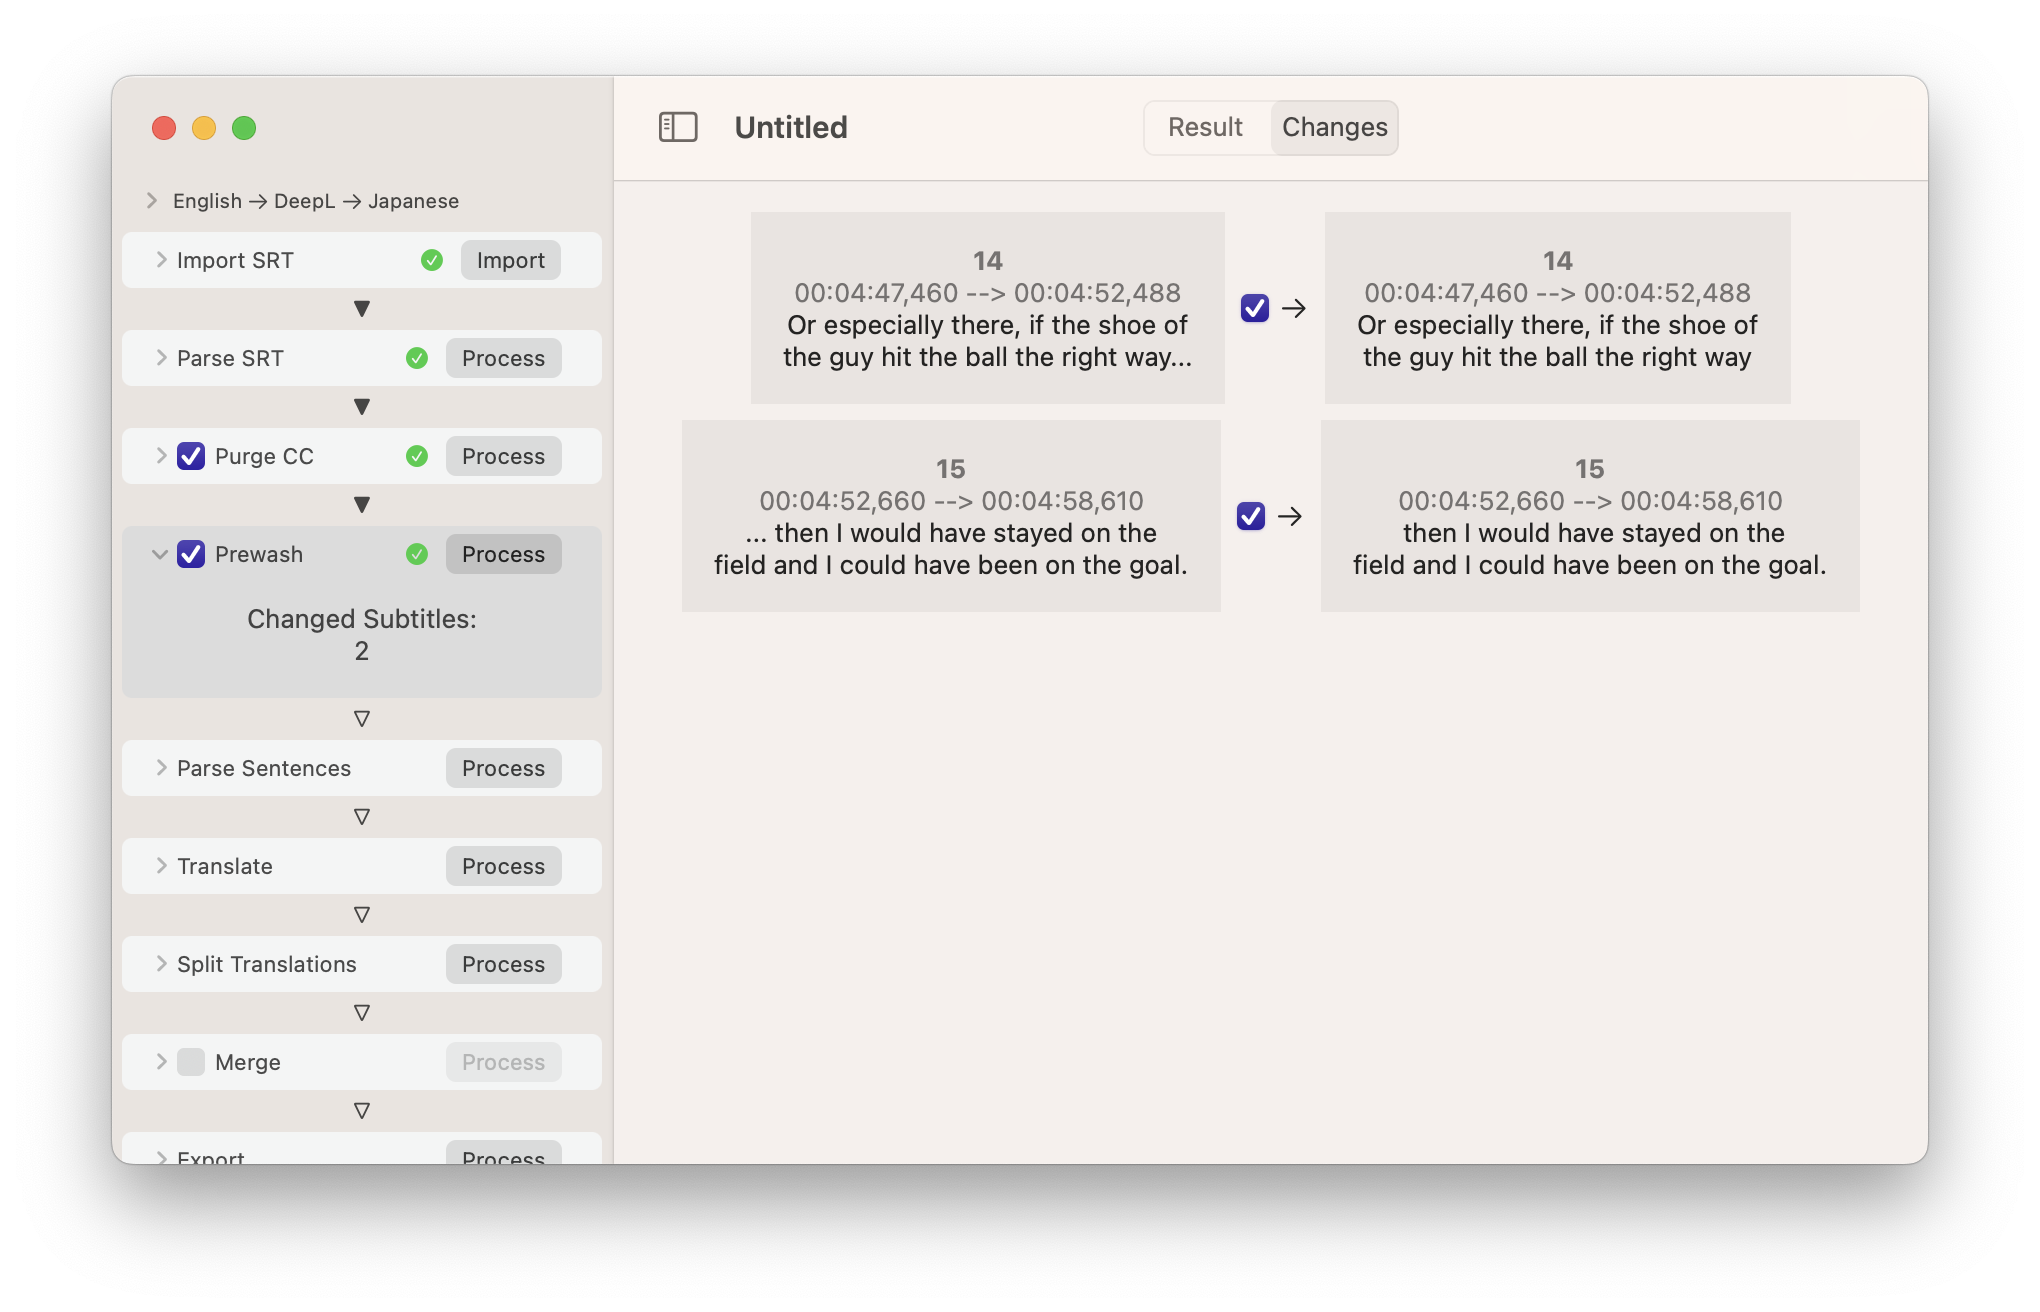 Untitled
Result
Changes
English → DeepL → Japanese
Import SRT
Import
Parse SRT
Process
Purge CC
Process
Prewash
Process
Changed Subtitles:
2
Parse Sentences
Process
Translate
Process
Split Translations
Process
Merge
Process
Export
Process
14
00:04:47,460 --> 00:04:52,488
Or especially there, if the shoe of
the guy hit the ball the right way...
→
14
00:04:47,460 --> 00:04:52,488
Or especially there, if the shoe of
the guy hit the ball the right way
15
00:04:52,660 --> 00:04:58,610
... then I would have stayed on the
field and I could have been on the goal.
→
15
00:04:52,660 --> 00:04:58,610
then I would have stayed on the
field and I could have been on the goal.